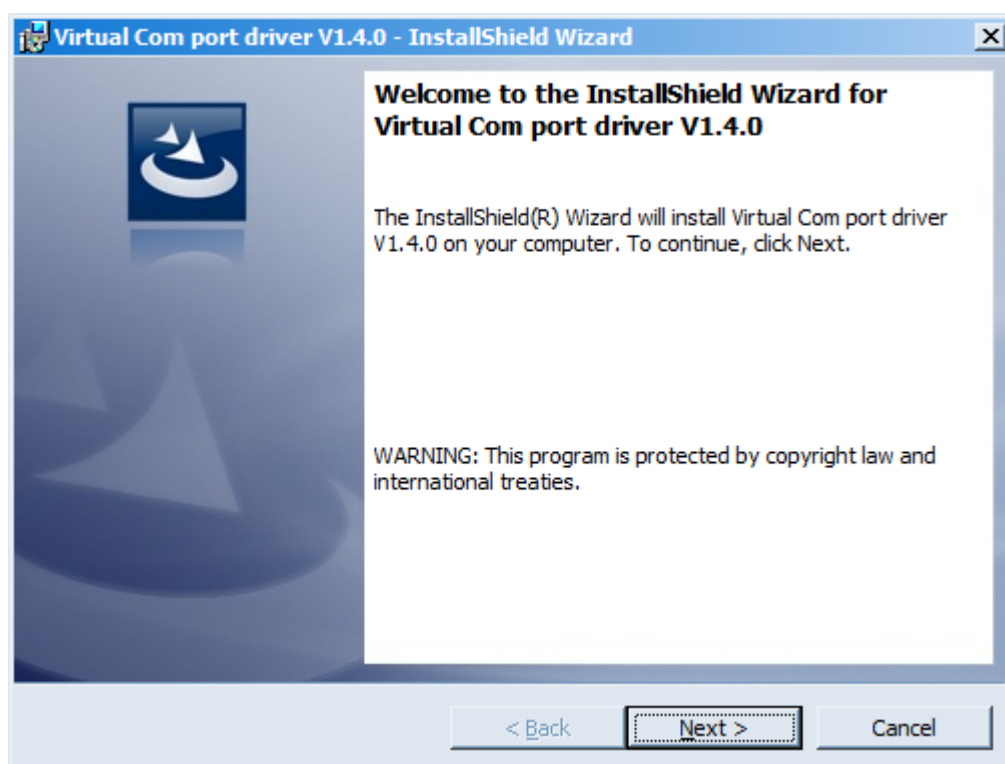 Virtual Com port driver V1.4.0 - InstallShield Wizard
Welcome to the InstallShield Wizard for
Virtual Com port driver V1.4.0
The InstallShield(R) Wizard will install Virtual Com port driver
V1.4.0 on your computer. To continue, click Next.
WARNING: This program is protected by copyright law and
international treaties.
< Back
Next >
Cancel